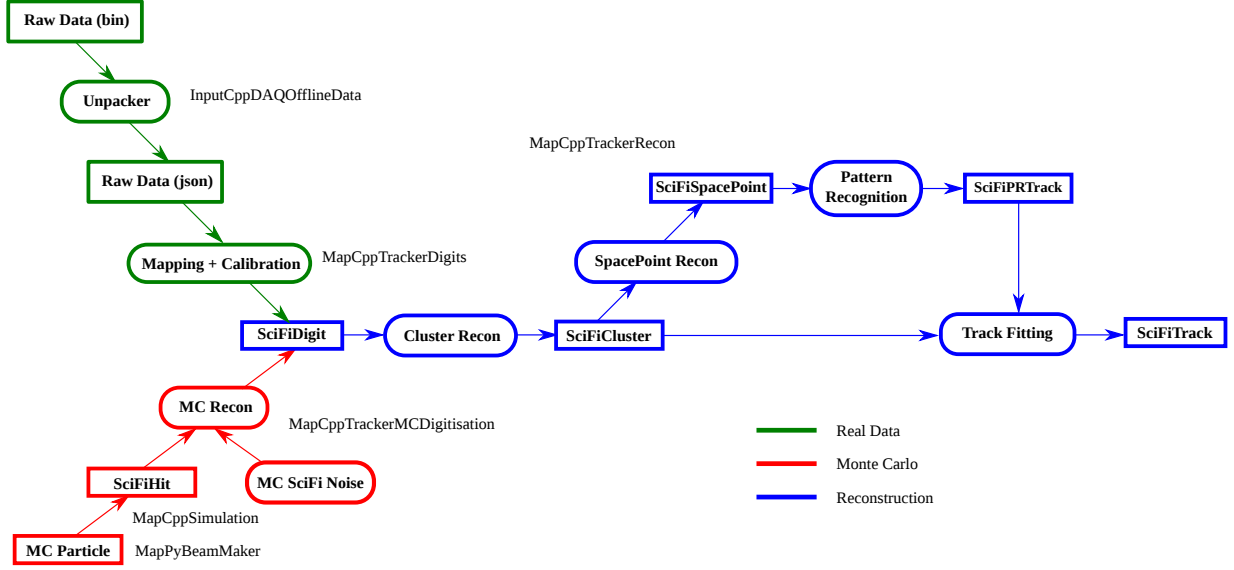 Raw Data (bin)
Unpacker
InputCppDAQOfflineData
MapCppTrackerRecon
Raw Data (json)
SciFiSpacePoint
Pattern
Recognition
SciFiPRTrack
Mapping + Calibration
MapCppTrackerDigits
SpacePoint Recon
SciFiDigit
Cluster Recon
SciFiCluster
Track Fitting
SciFiTrack
MC Recon
MapCppTrackerMCDigitisation
Real Data
Monte Carlo
SciFiHit
MC SciFi Noise
Reconstruction
MapCppSimulation
MC Particle
MapPyBeamMaker